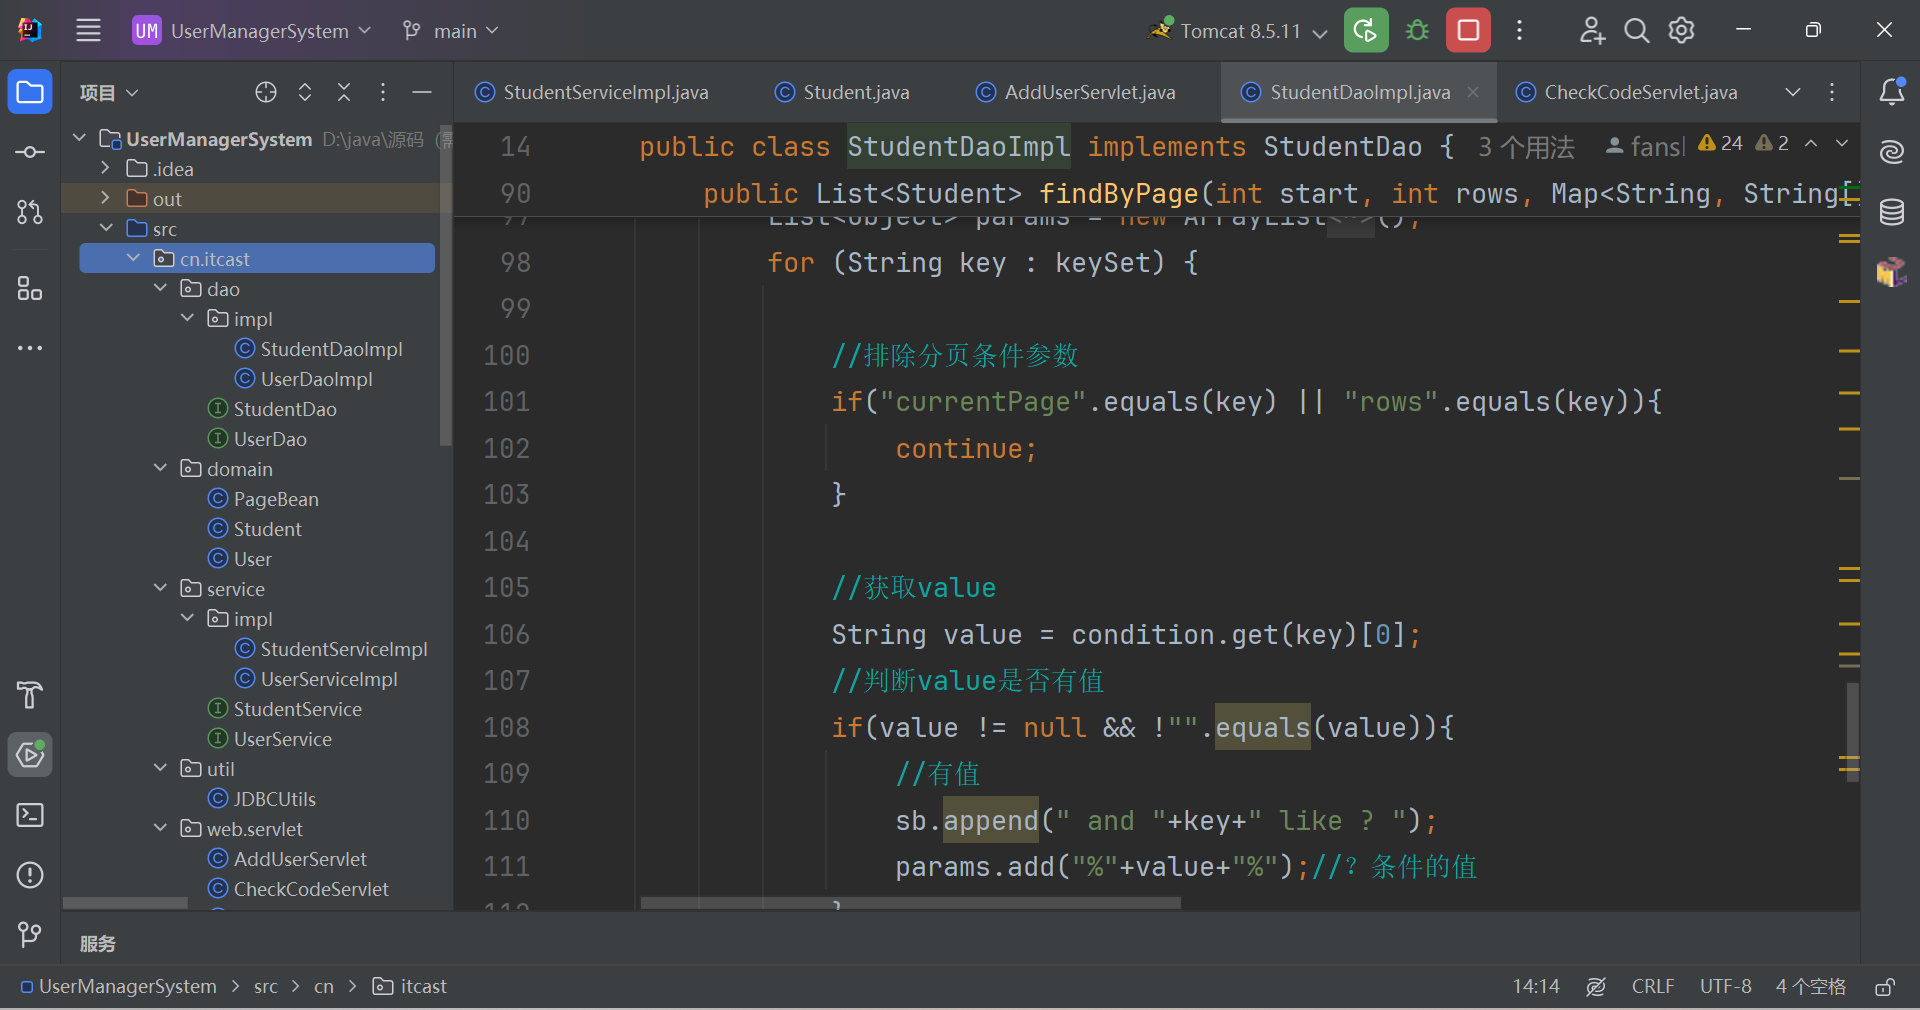 UM UserManagerSystem main Tomcat 8.5.11
项目
StudentServiceImpl.java Student.java AddUserServlet.java StudentDaoImpl.java CheckCodeServlet.java
UserManagerSystem D:\java\源码
.idea
out
src
cn.itcast
dao
impl
StudentDaoImpl
UserDaoImpl
StudentDao
UserDao
domain
PageBean
Student
User
service
impl
StudentServiceImpl
UserServiceImpl
StudentService
UserService
util
JDBCUtils
web.servlet
AddUserServlet
CheckCodeServlet
14 public class StudentDaoImpl implements StudentDao { 3 个用法 fansl 24 2
90 public List<Student> findByPage(int start, int rows, Map<String, String[]
97 List<Object> params = new ArrayList<~>();
98 for (String key : keySet) {
99
100 //排除分页条件参数
101 if("currentPage".equals(key) || "rows".equals(key)){
102 continue;
103 }
104
105 //获取value
106 String value = condition.get(key)[0];
107 //判断value是否有值
108 if(value != null && !"".equals(value)){
109 //有值
110 sb.append(" and "+key+" like ? ");
111 params.add("%"+value+"%");//？条件的值
112 }
服务
UserManagerSystem > src > cn > itcast 14:14 CRLF UTF-8 4 个空格